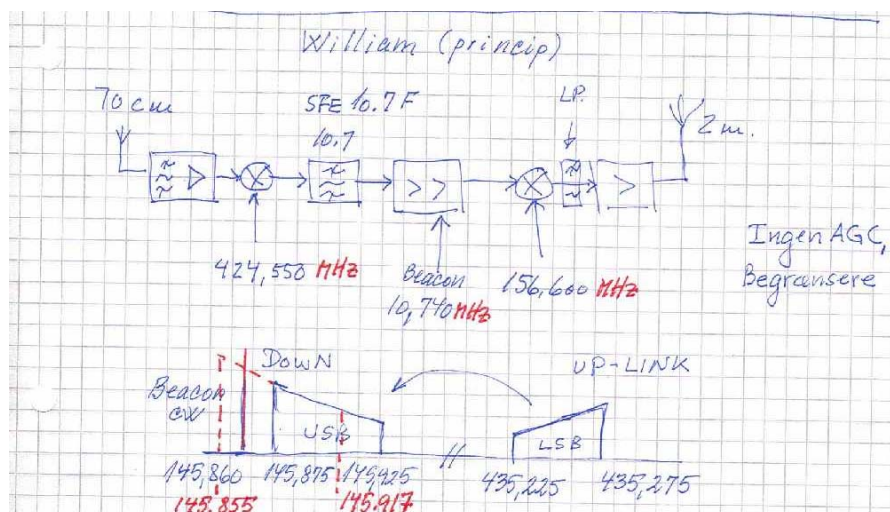 William (princip)
70 cm
SFE 10.7 F
10.7
LP.
2 m.
424,550 MHz
Beacon
10,740 MHz
156,600 MHz
Ingen AGC,
Begrænsere
DOWN
UP-LINK
Beacon
CW
USB
LSB
145,860 145,875 145,925 // 435,225 435,275
145.855 145.917